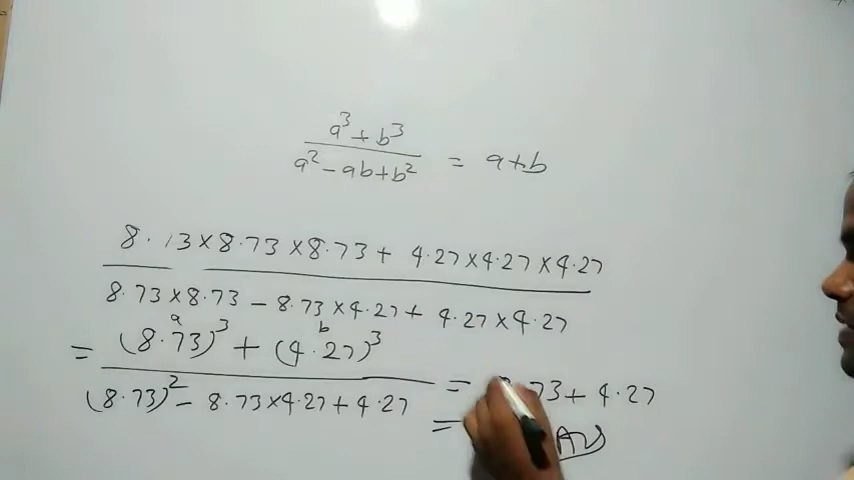 a³ + b³
a² - ab + b² = a + b
8.13 × 8.73 × 8.73 + 4.27 × 4.27 × 4.27
8.73 × 8.73 - 8.73 × 4.27 + 4.27 × 4.27
a b
= (8.73)³ + (4.27)³
(8.73)² - 8.73 × 4.27 + 4.27
= .73 + 4.27
=